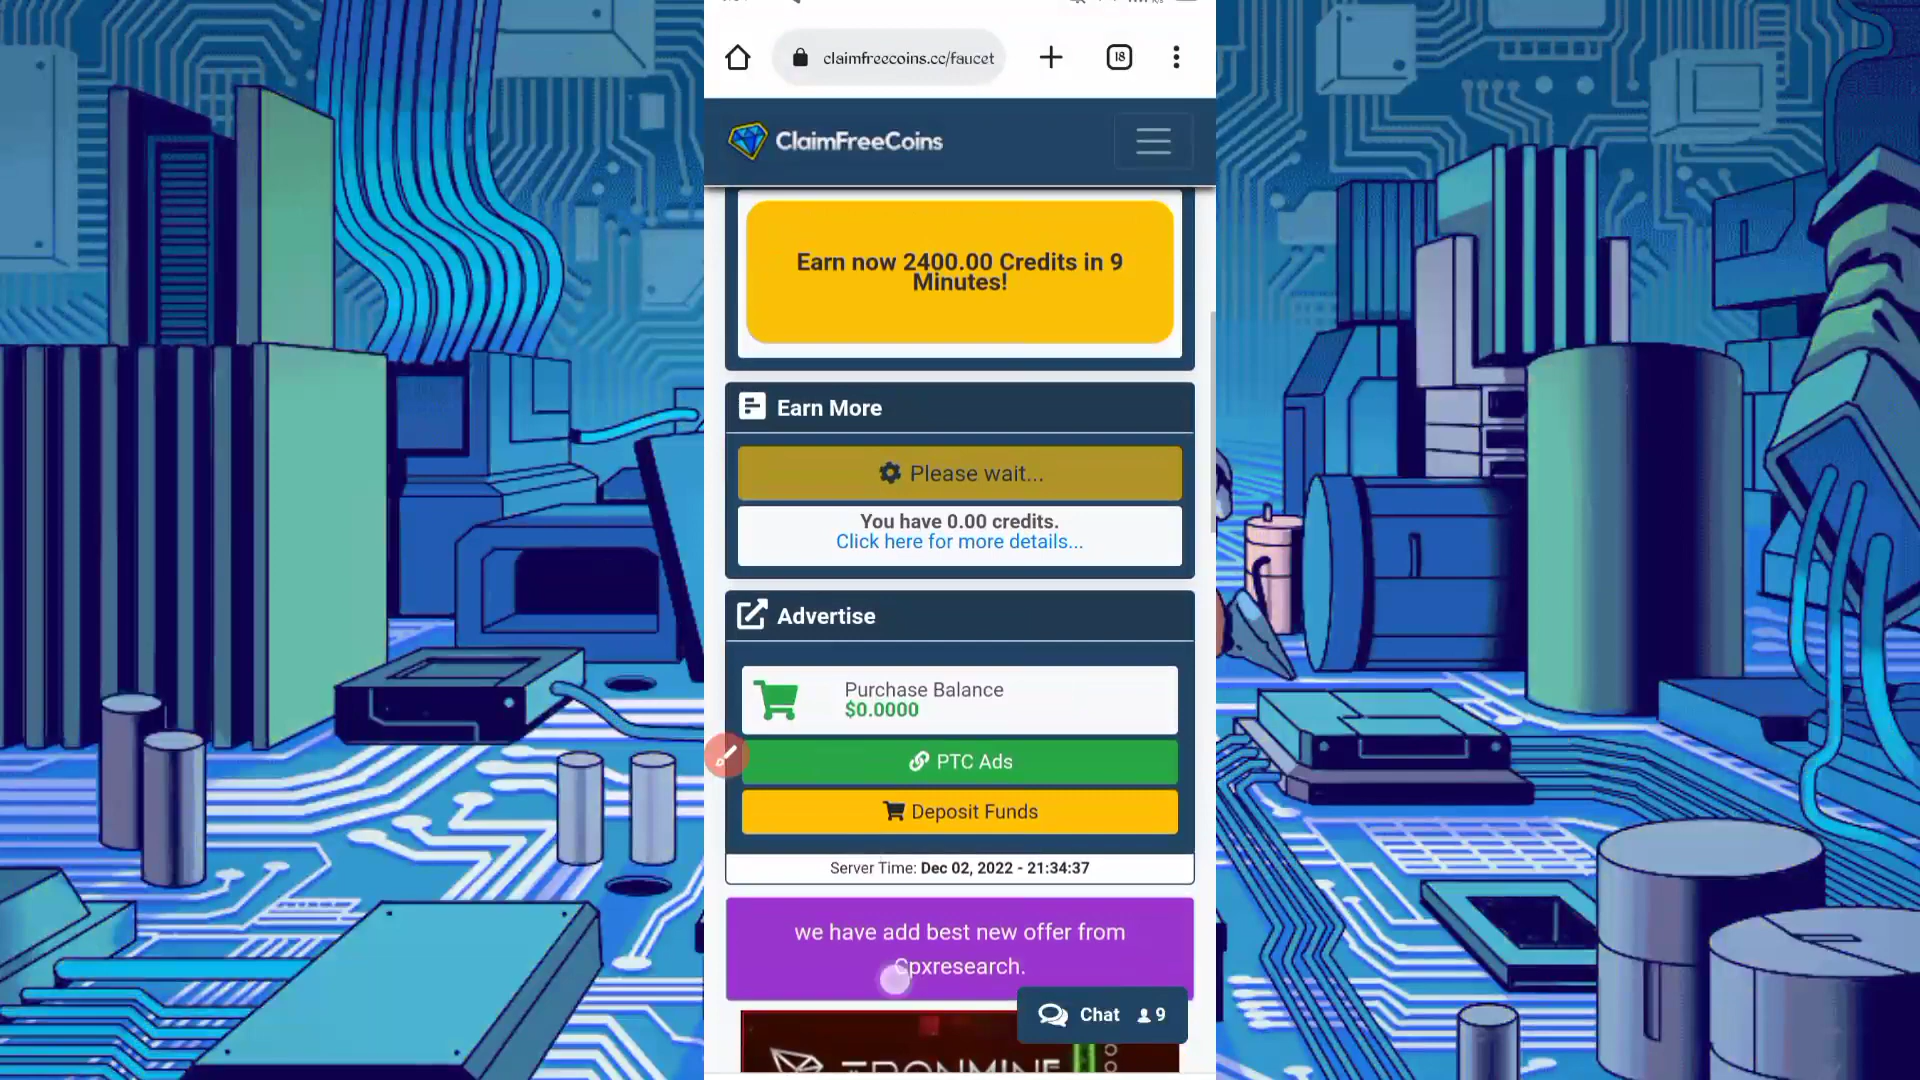 claimfreecoins.cc/faucet
18
ClaimFreeCoins
Earn now 2400.00 Credits in 9
Minutes!
Earn More
Please wait...
You have 0.00 credits.
Click here for more details...
Advertise
Purchase Balance
$0.0000
PTC Ads
Deposit Funds
Server Time: Dec 02, 2022 - 21:34:37
we have add best new offer from
Cpxresearch.
Chat 9